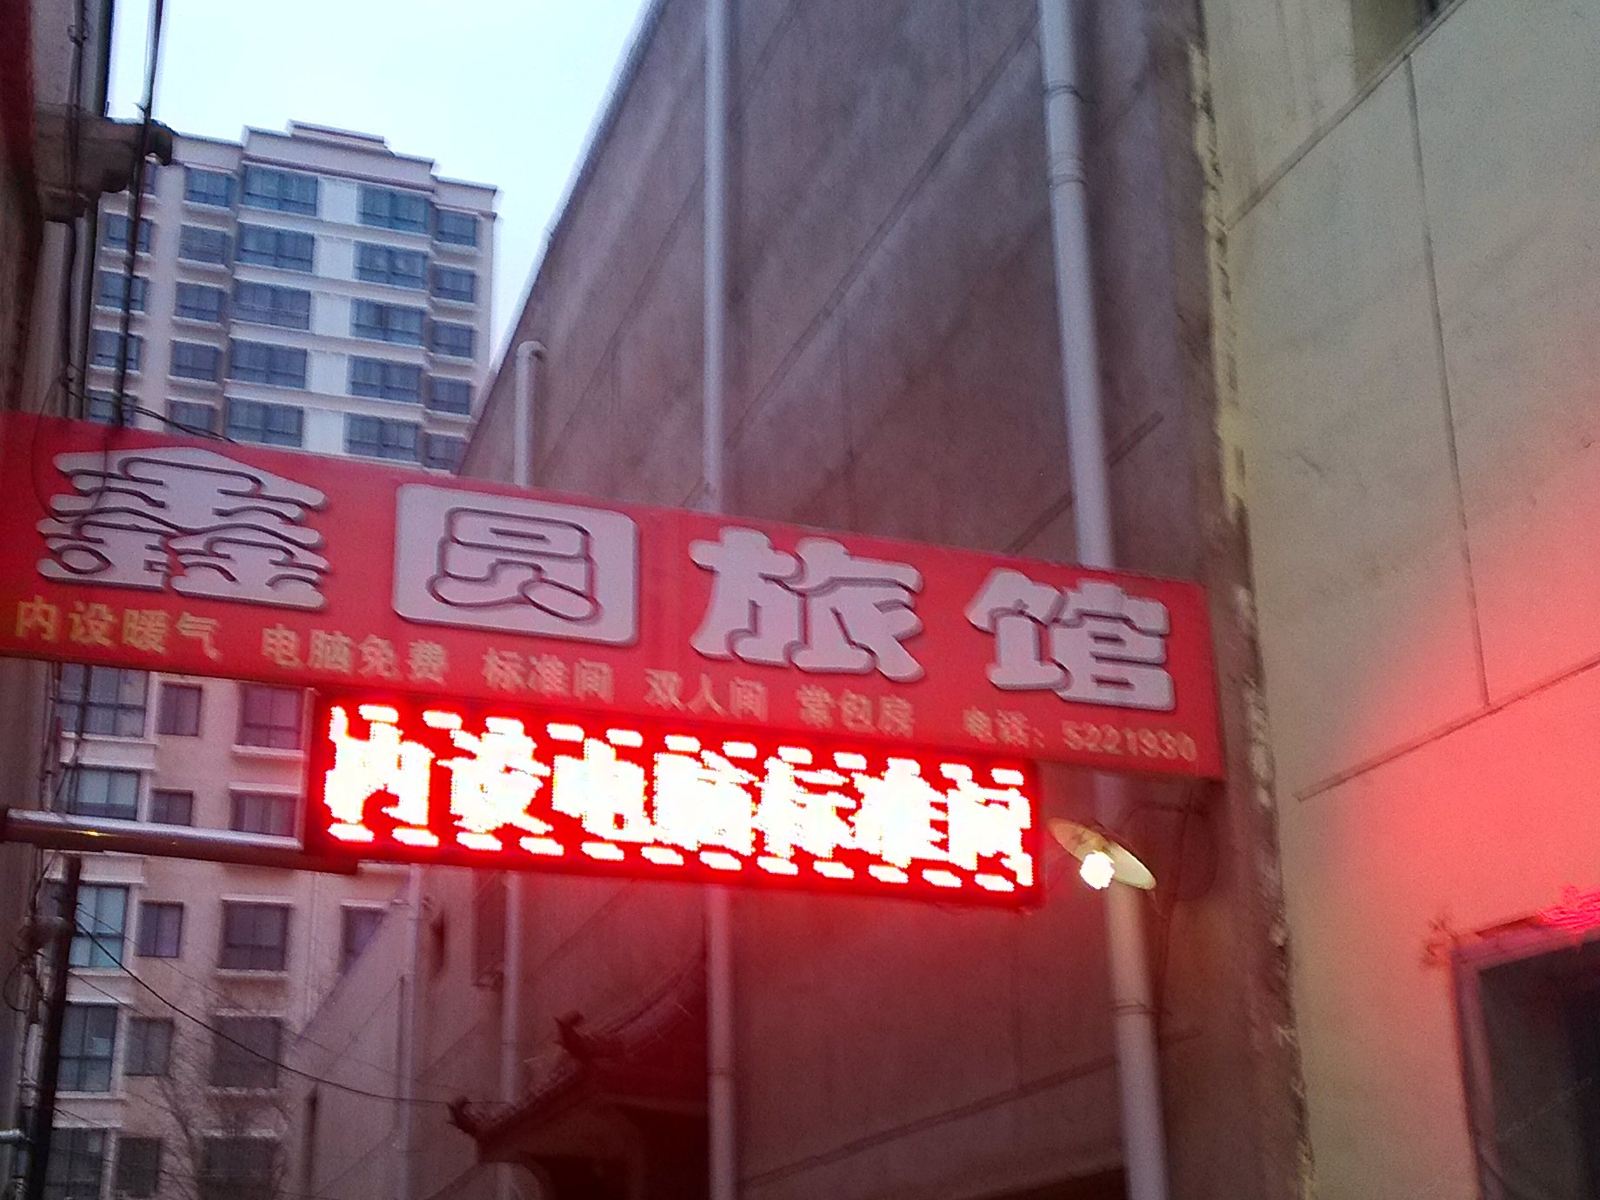 鑫圆旅馆
内设暖气 电脑免费 标准间 双人间 常包房 电话：5221930
内设电脑标准间